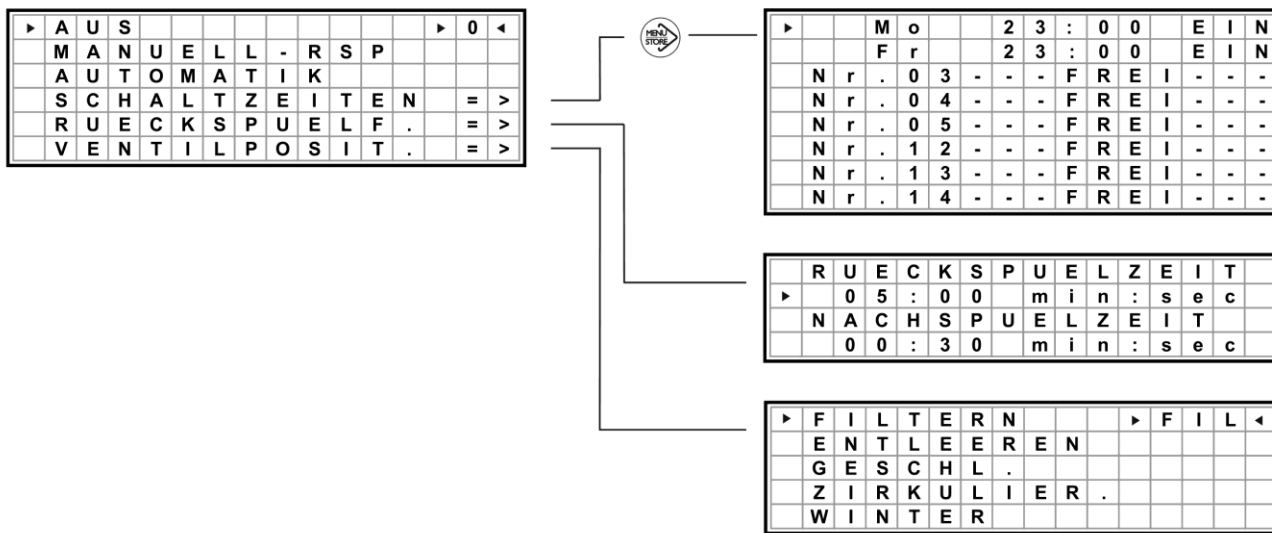 ▶ AUS ▶ 0 ◀
MANUELL-RSP
AUTOMATIK
SCHALTZEITEN =>
RUECKSPUELF. =>
VENTILPOSIT. =>
MENU
STORE
▶ Mo 23:00 EIN
Fr 23:00 EIN
Nr.03---FREI---
Nr.04---FREI---
Nr.05---FREI---
Nr.12---FREI---
Nr.13---FREI---
Nr.14---FREI---
RUECKSPUELZEIT
▶ 05:00 min:sec
NACHSPUELZEIT
00:30 min:sec
▶ FILTERN ▶ FIL ◀
ENTLEEREN
GESCHL.
ZIRKULIER.
WINTER